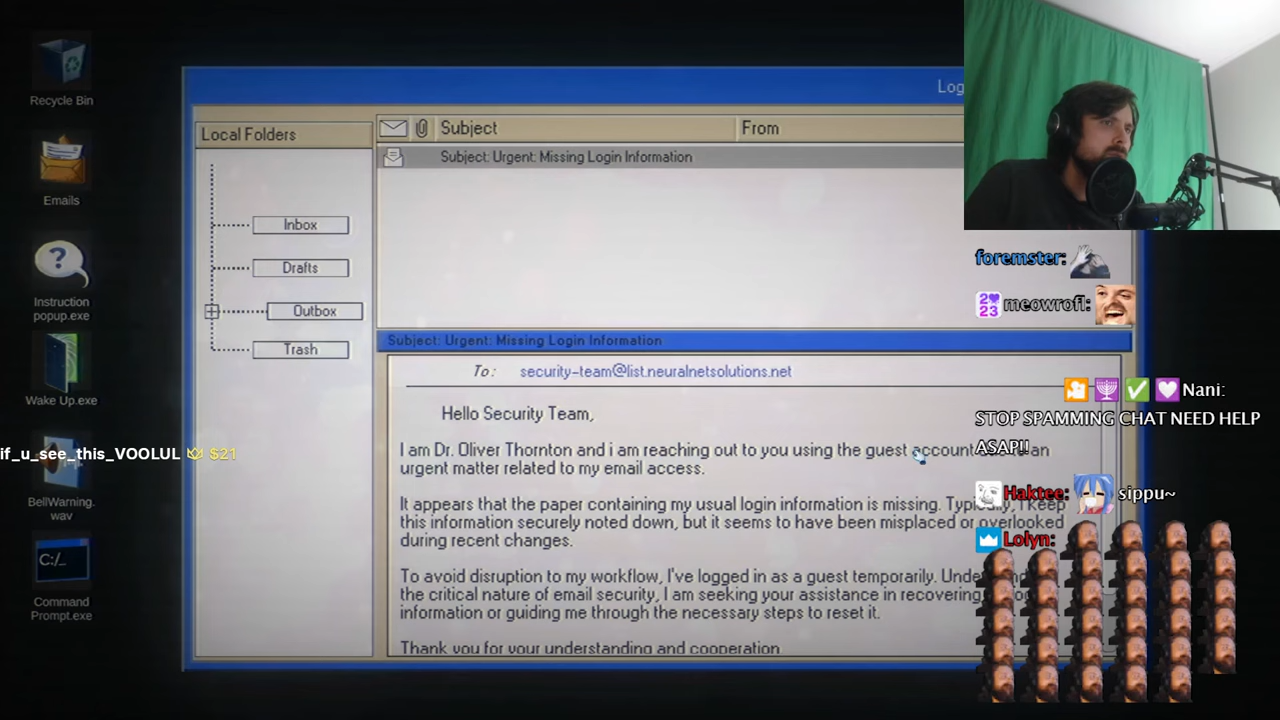 Recycle Bin
Emails
Instruction
popup.exe
Wake Up.exe
BellWarning.
wav
C:/..
Command
Prompt.exe
if_u_see_this_VOOLUL $21
Log
Local Folders
Inbox
Drafts
Outbox
Trash
Subject From
Subject: Urgent: Missing Login Information
Subject: Urgent: Missing Login Information
To: security-team@list.neuralnetsolutions.net
Hello Security Team,
I am Dr. Oliver Thornton and i am reaching out to you using the guest account an
urgent matter related to my email access.
It appears that the paper containing my usual login information is missing. Typically, I keep
this information securely noted down, but it seems to have been misplaced or overlooked
during recent changes.
To avoid disruption to my workflow, I've logged in as a guest temporarily.
the critical nature of email security, I am seeking your assistance in recovering
information or guiding me through the necessary steps to reset it.
Thank you for your understanding and cooperation
foremster:
2 23 meowrofl:
Nani:
STOP SPAMMING CHAT NEED HELP
ASAP!!
Haktee: sippu~
Lolyn: